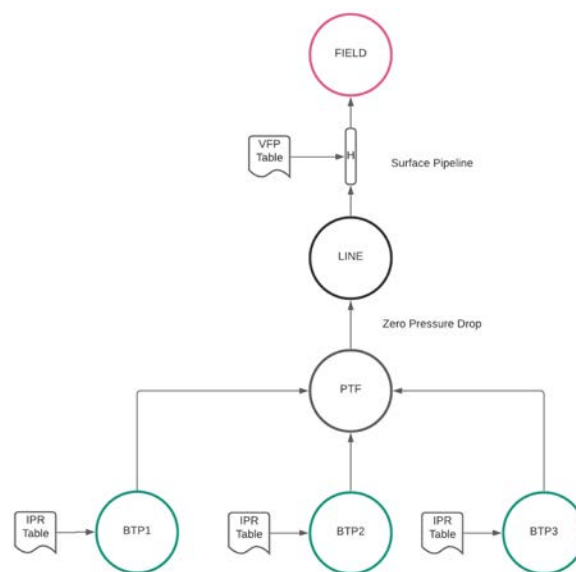 FIELD
VFP
Table
H
Surface Pipeline
LINE
Zero Pressure Drop
PTF
IPR
Table
BTP1
IPR
Table
BTP2
IPR
Table
BTP3